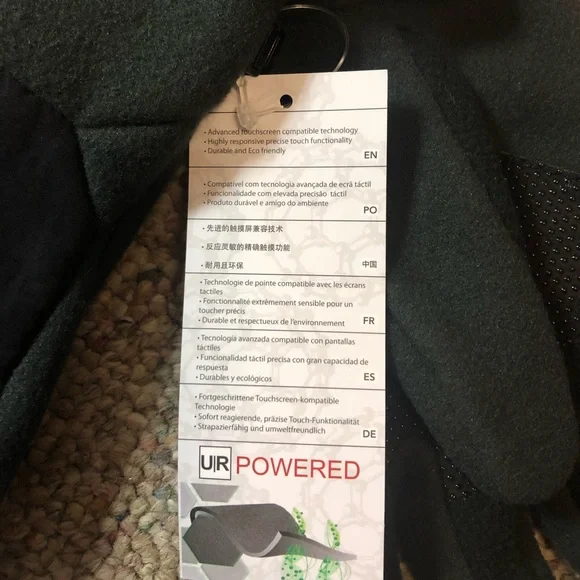 • Advanced touchscreen compatible technology
• Highly responsive precise touch functionality
• Durable and Eco friendly
EN
• Compatível com tecnologia avançada de ecrã táctil
• Funcionalidade com elevada precisão táctil
• Produto durável e amigo do ambiente
PO
• 先进的触摸屏兼容技术
• 反应灵敏的精确触摸功能
• 耐用且环保
中国
• Technologie de pointe compatible avec les écrans
tactiles
• Fonctionnalité extrêmement sensible pour un
toucher précis
• Durable et respectueux de l'environnement
FR
• Tecnología avanzada compatible con pantallas
táctiles
• Funcionalidad táctil precisa con gran capacidad de
respuesta
• Durables y ecológicos
ES
• Fortgeschrittene Touchscreen-kompatible
Technologie
• Sofort reagierende, präzise Touch-Funktionalität
• Strapazierfähig und umweltfreundlich
DE
U|R POWERED